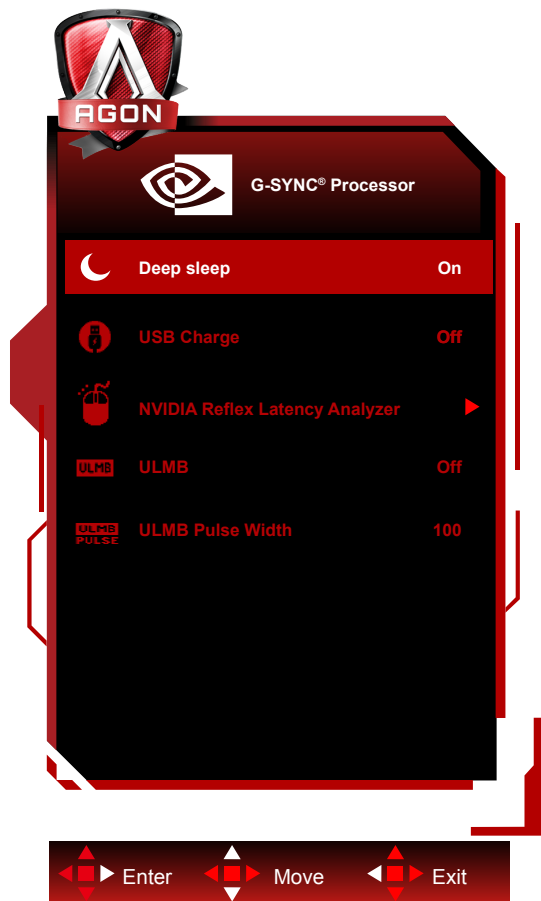 AGON
G-SYNC® Processor
Deep sleep On
USB Charge Off
NVIDIA Reflex Latency Analyzer
ULMB ULMB Off
ULMB PULSE ULMB Pulse Width 100
Enter Move Exit